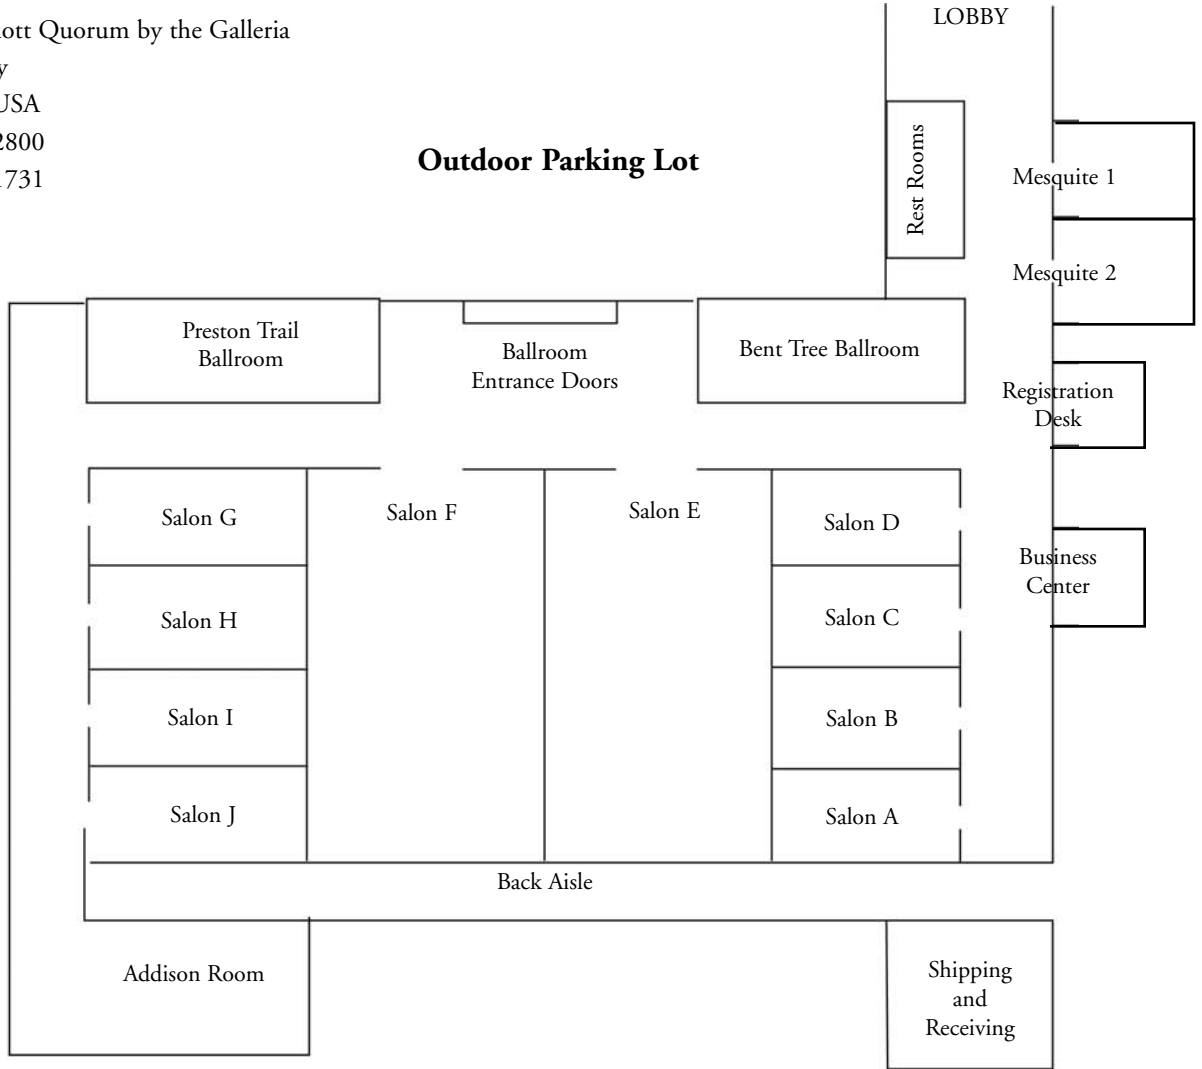 ott Quorum by the Galleria
y
USA
2800
1731
LOBBY
Outdoor Parking Lot
Rest Rooms
Mesquite 1
Mesquite 2
Preston Trail
Ballroom
Ballroom
Entrance Doors
Bent Tree Ballroom
Registration
Desk
Salon G
Salon F
Salon E
Salon D
Business
Center
Salon H
Salon C
Salon I
Salon B
Salon J
Salon A
Back Aisle
Addison Room
Shipping
and
Receiving